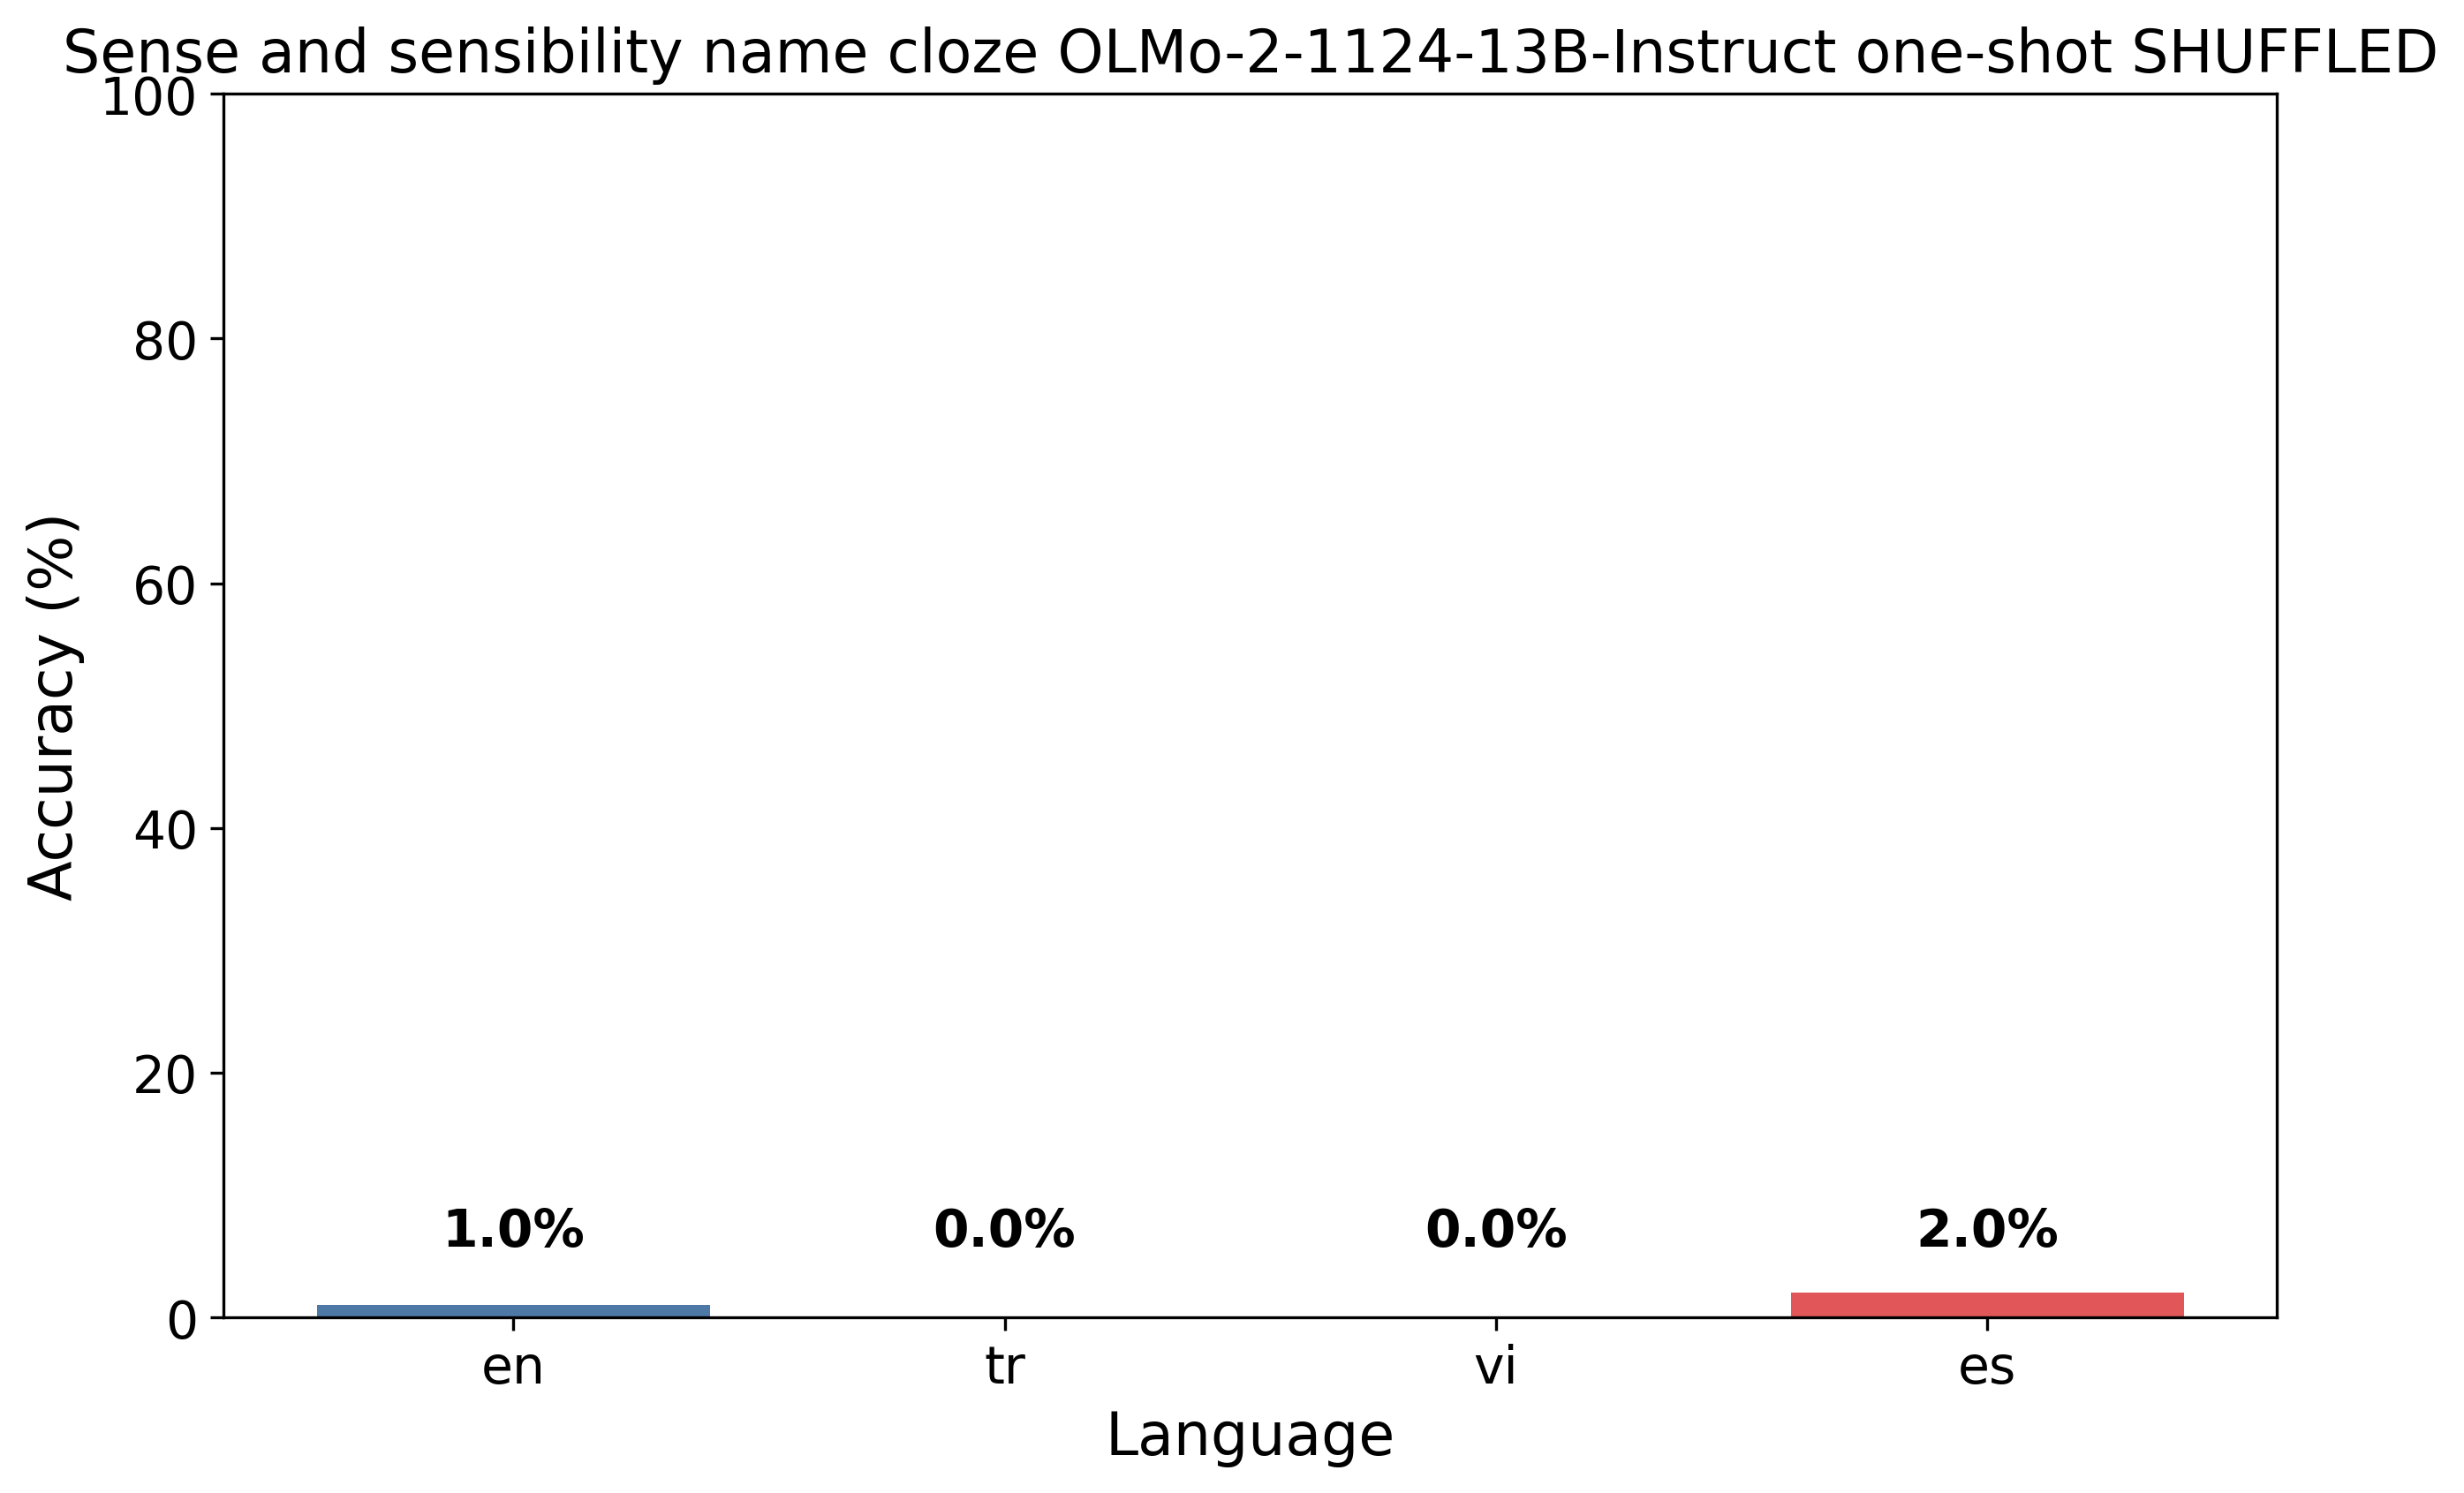 Sense and sensibility name cloze OLMo-2-1124-13B-Instruct one-shot SHUFFLED
100
80
60
40
20
0
Accuracy (%)
1.0%
0.0%
0.0%
2.0%
en
tr
vi
es
Language